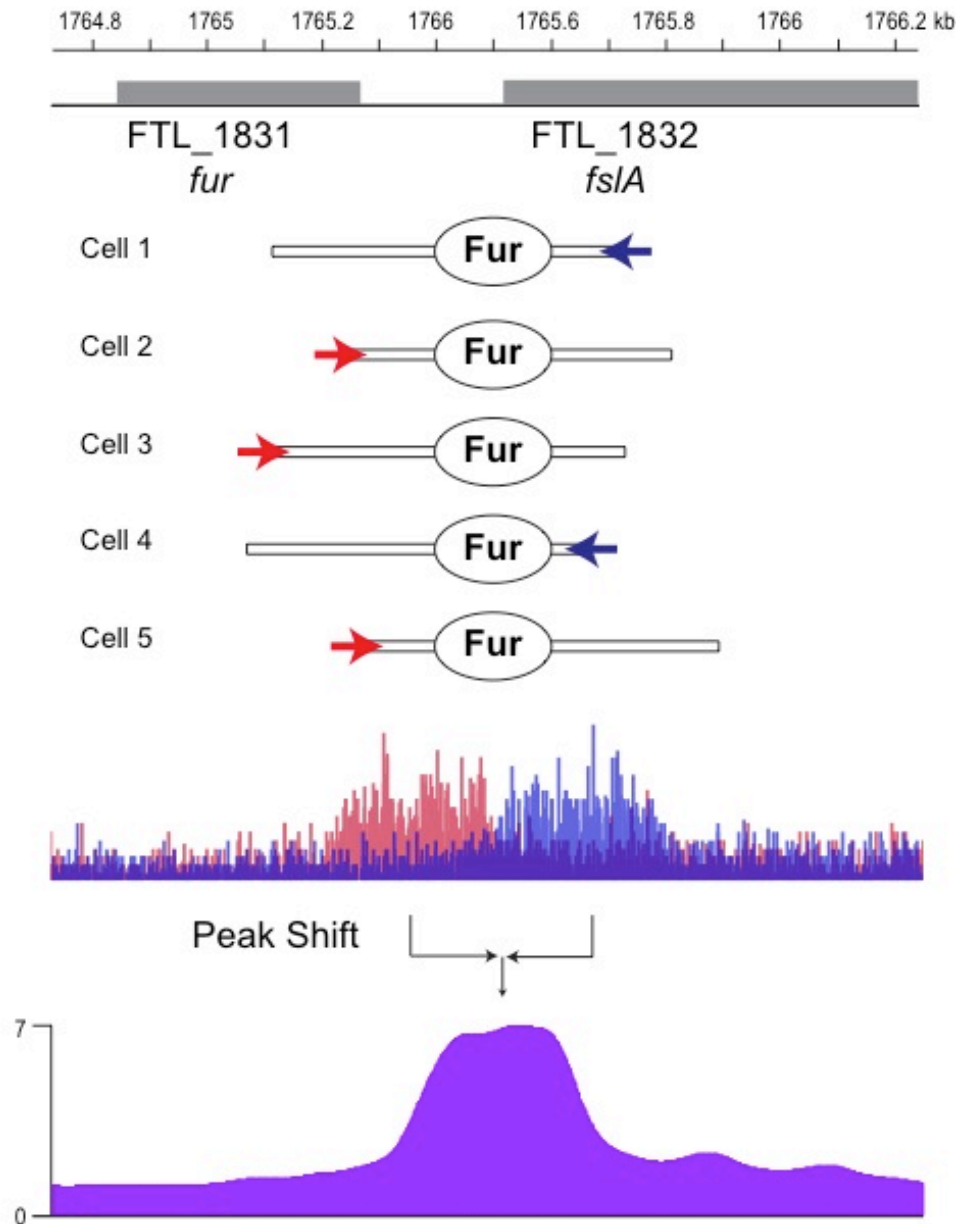 1764.8 1765 1765.2 1766 1765.6 1765.8 1766 1766.2 kb
FTL_1831 FTL_1832
fur fslA
Cell 1 Fur
Cell 2 Fur
Cell 3 Fur
Cell 4 Fur
Cell 5 Fur
Peak Shift
7
0